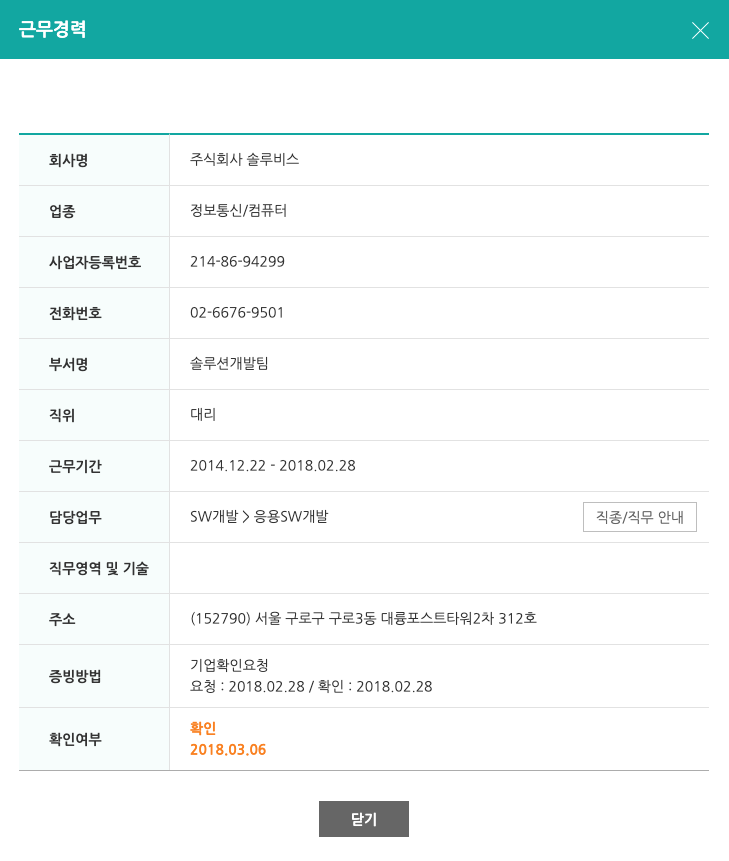 근무경력
회사명 주식회사 솔루비스
업종 정보통신/컴퓨터
사업자등록번호 214-86-94299
전화번호 02-6676-9501
부서명 솔루션개발팀
직위 대리
근무기간 2014.12.22 - 2018.02.28
담당업무 SW개발 > 응용SW개발 직종/직무 안내
직무영역 및 기술
주소 (152790) 서울 구로구 구로3동 대륭포스트타워2차 312호
증빙방법 기업확인요청
요청 : 2018.02.28 / 확인 : 2018.02.28
확인여부 확인
2018.03.06
닫기